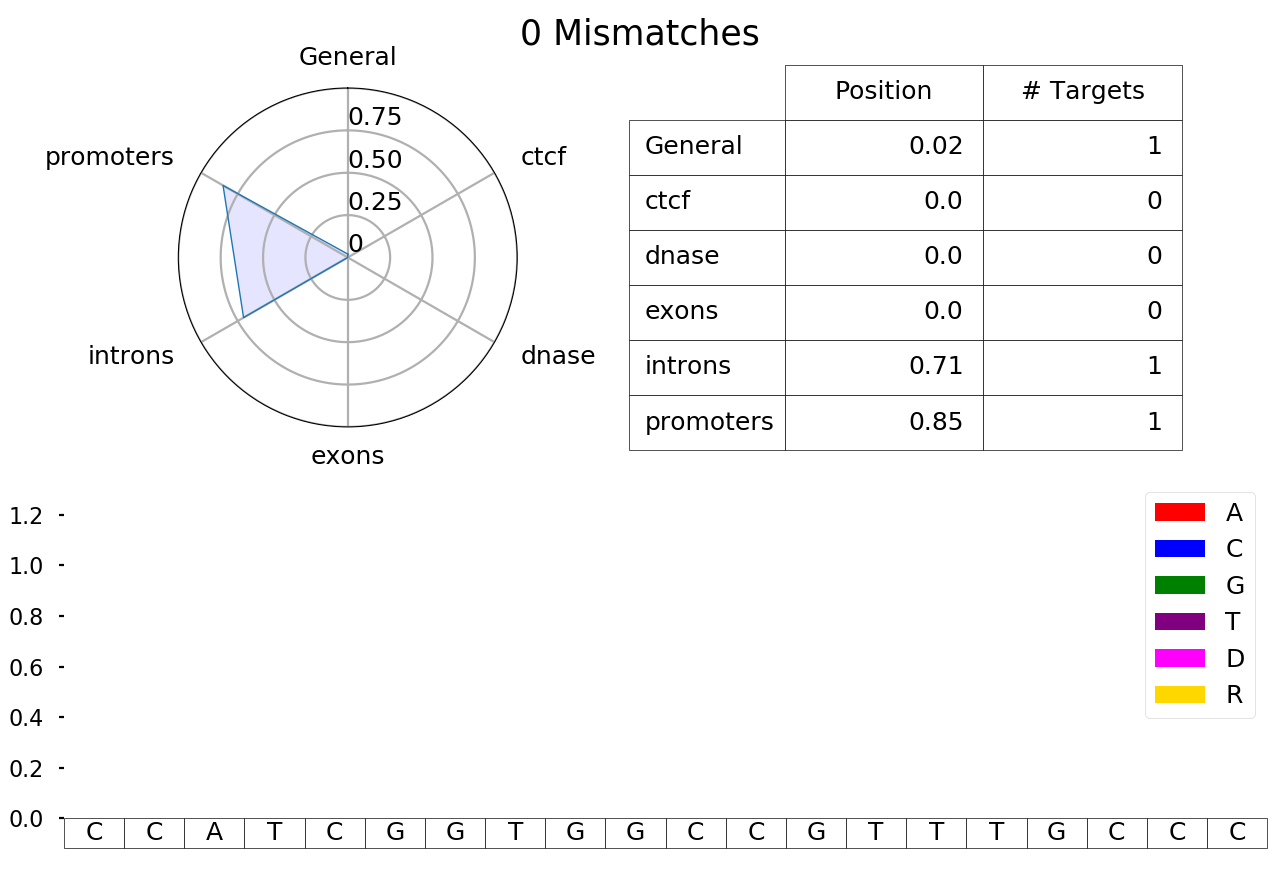 0 Mismatches
General
promoters
ctcf
0.75
0.50
0.25
0
introns
dnase
exons
Position # Targets
General 0.02 1
ctcf 0.0 0
dnase 0.0 0
exons 0.0 0
introns 0.71 1
promoters 0.85 1
1.2
1.0
0.8
0.6
0.4
0.2
0.0
A
C
G
T
D
R
C C A T C G G T G G C C G T T T G C C C